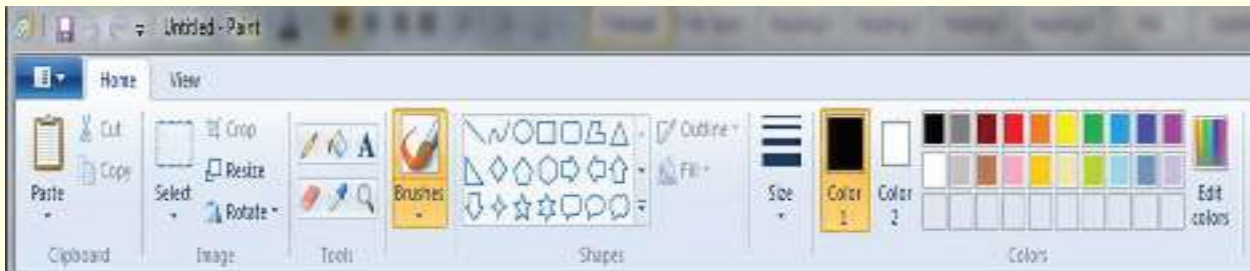 Untitled - Paint
Home View
Cut
Copy
Paste
Clipboard
Crop
Resize
Rotate
Select
Image
A
Tools
Brushes
Outline
Fill
Shapes
Size
Color 1
Color 2
Edit colors
Colors